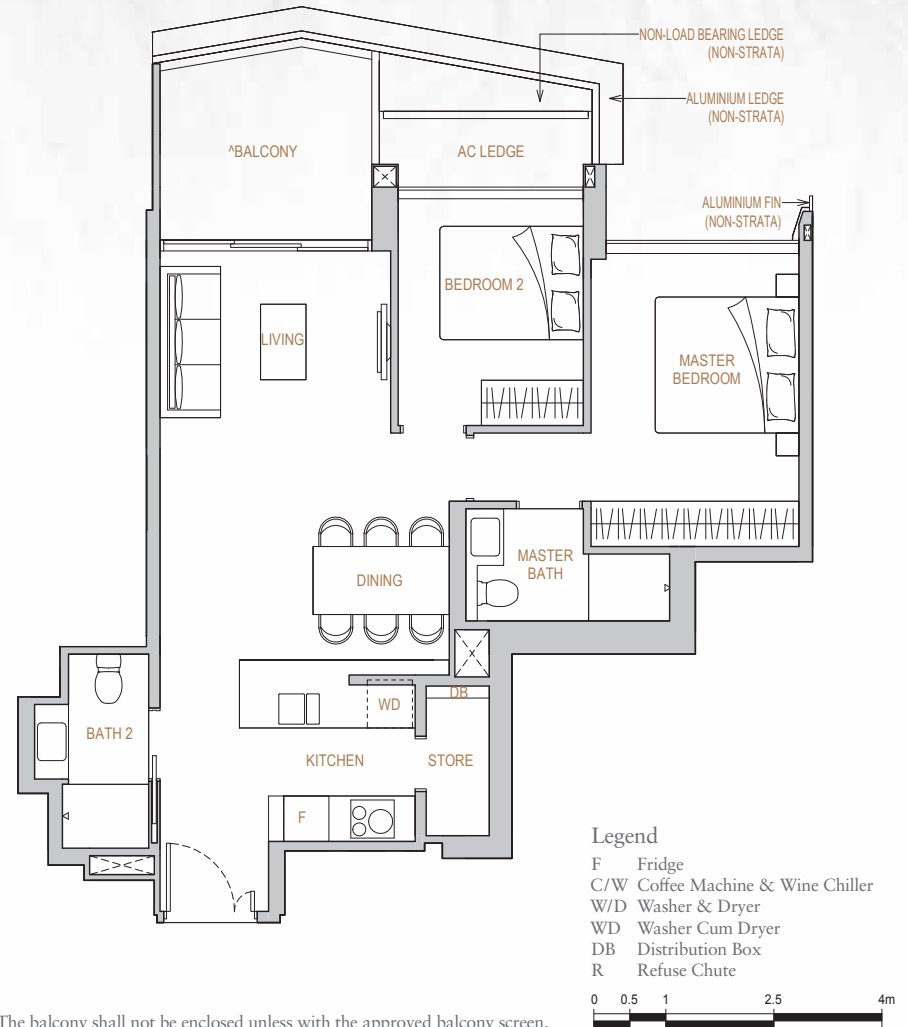 NON-LOAD BEARING LEDGE
(NON-STRATA)
ALUMINIUM LEDGE
(NON-STRATA)
^BALCONY
AC LEDGE
ALUMINIUM FIN
(NON-STRATA)
BEDROOM 2
LIVING
MASTER
BEDROOM
MASTER
BATH
DINING
DB
WD
BATH 2
KITCHEN
STORE
F
Legend
F Fridge
C/W Coffee Machine & Wine Chiller
W/D Washer & Dryer
WD Washer Cum Dryer
DB Distribution Box
R Refuse Chute
0 0.5 1 2.5 4m
The balcony shall not be enclosed unless with the approved balcony screen.